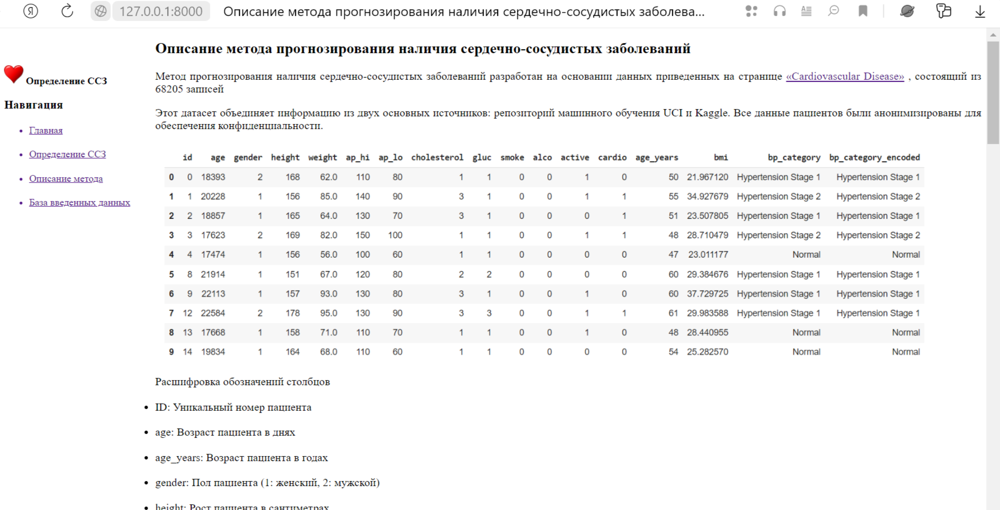 Я
127.0.0.1:8000
Описание метода прогнозирования наличия сердечно-сосудистых заболева...
Определение ССЗ
Навигация
• Главная
• Определение ССЗ
• Описание метода
• База введенных данных
Описание метода прогнозирования наличия сердечно-сосудистых заболеваний
Метод прогнозирования наличия сердечно-сосудистых заболеваний разработан на основании данных приведенных на странице «Cardiovascular Disease» , состоящий из
68205 записей
Этот датасет объединяет информацию из двух основных источников: репозиторий машинного обучения UCI и Kaggle. Все данные пациентов были анонимизированы для
обеспечения конфиденциальности.
id age gender height weight ap_hi ap_lo cholesterol gluc smoke alco active cardio age_years bmi bp_category bp_category_encoded
0 0 18393 2 168 62.0 110 80 1 1 0 0 1 0 50 21.967120 Hypertension Stage 1 Hypertension Stage 1
1 1 20228 1 156 85.0 140 90 3 1 0 0 1 1 55 34.927679 Hypertension Stage 2 Hypertension Stage 2
2 2 18857 1 165 64.0 130 70 3 1 0 0 0 1 51 23.507805 Hypertension Stage 1 Hypertension Stage 1
3 3 17623 2 169 82.0 150 100 1 1 0 0 1 1 48 28.710479 Hypertension Stage 2 Hypertension Stage 2
4 4 17474 1 156 56.0 100 60 1 1 0 0 0 0 47 23.011177 Normal Normal
5 8 21914 1 151 67.0 120 80 2 2 0 0 0 0 60 29.384676 Hypertension Stage 1 Hypertension Stage 1
6 9 22113 1 157 93.0 130 80 3 1 0 0 1 0 60 37.729725 Hypertension Stage 1 Hypertension Stage 1
7 12 22584 2 178 95.0 130 90 3 3 0 0 1 1 61 29.983588 Hypertension Stage 1 Hypertension Stage 1
8 13 17668 1 158 71.0 110 70 1 1 0 0 1 0 48 28.440955 Normal Normal
9 14 19834 1 164 68.0 110 60 1 1 0 0 0 0 54 25.282570 Normal Normal
Расшифровка обозначений столбцов
• ID: Уникальный номер пациента
• age: Возраст пациента в днях
• age_years: Возраст пациента в годах
• gender: Пол пациента (1: женский, 2: мужской)
• height: Рост пациента в сантиметрах